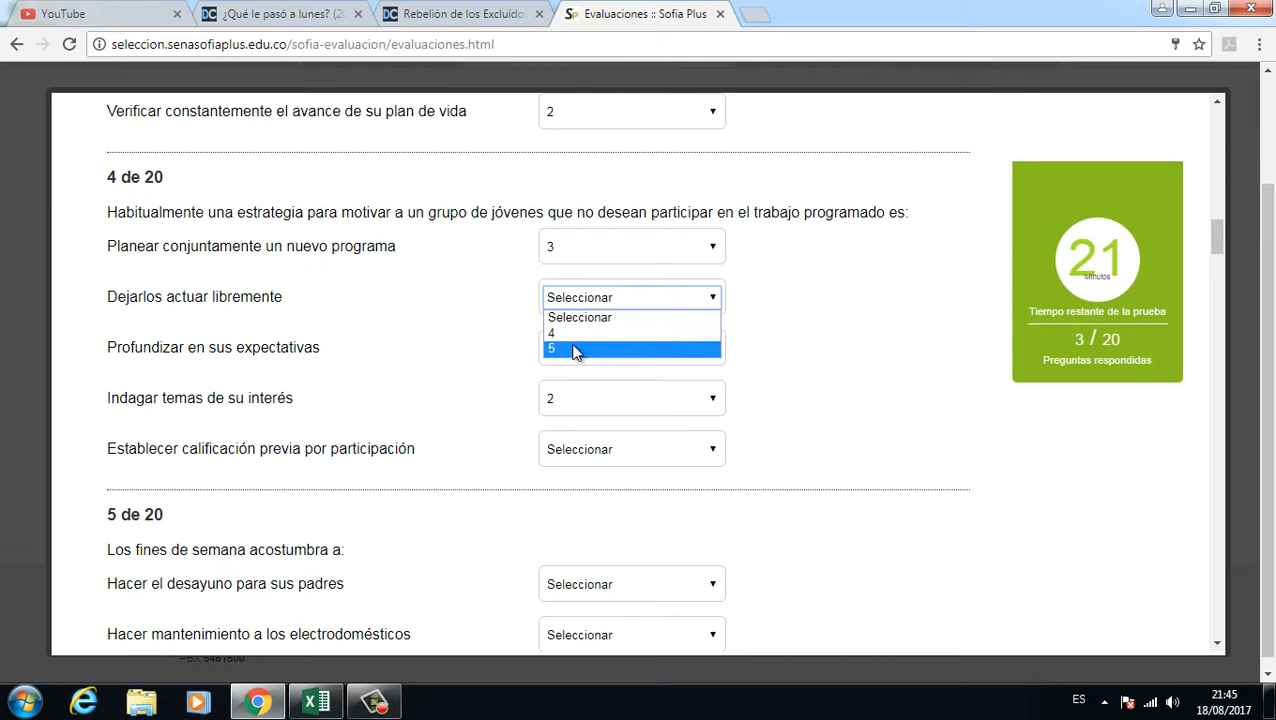 YouTube
¿Qué le pasó a lunes? (20
Rebelión de los Excluídos
Evaluaciones :: Sofia Plus
seleccion.senasofiaplus.edu.co/sofia-evaluacion/evaluaciones.html
Verificar constantemente el avance de su plan de vida 2
4 de 20
Habitualmente una estrategia para motivar a un grupo de jóvenes que no desean participar en el trabajo programado es:
Planear conjuntamente un nuevo programa 3
Dejarlos actuar libremente Seleccionar
Seleccionar
4
5
Profundizar en sus expectativas
Indagar temas de su interés 2
Establecer calificación previa por participación Seleccionar
5 de 20
Los fines de semana acostumbra a:
Hacer el desayuno para sus padres Seleccionar
Hacer mantenimiento a los electrodomésticos Seleccionar
21
Minutos
Tiempo restante de la prueba
3 / 20
Preguntas respondidas
PBX 5461500
ES
21:45
18/08/2017